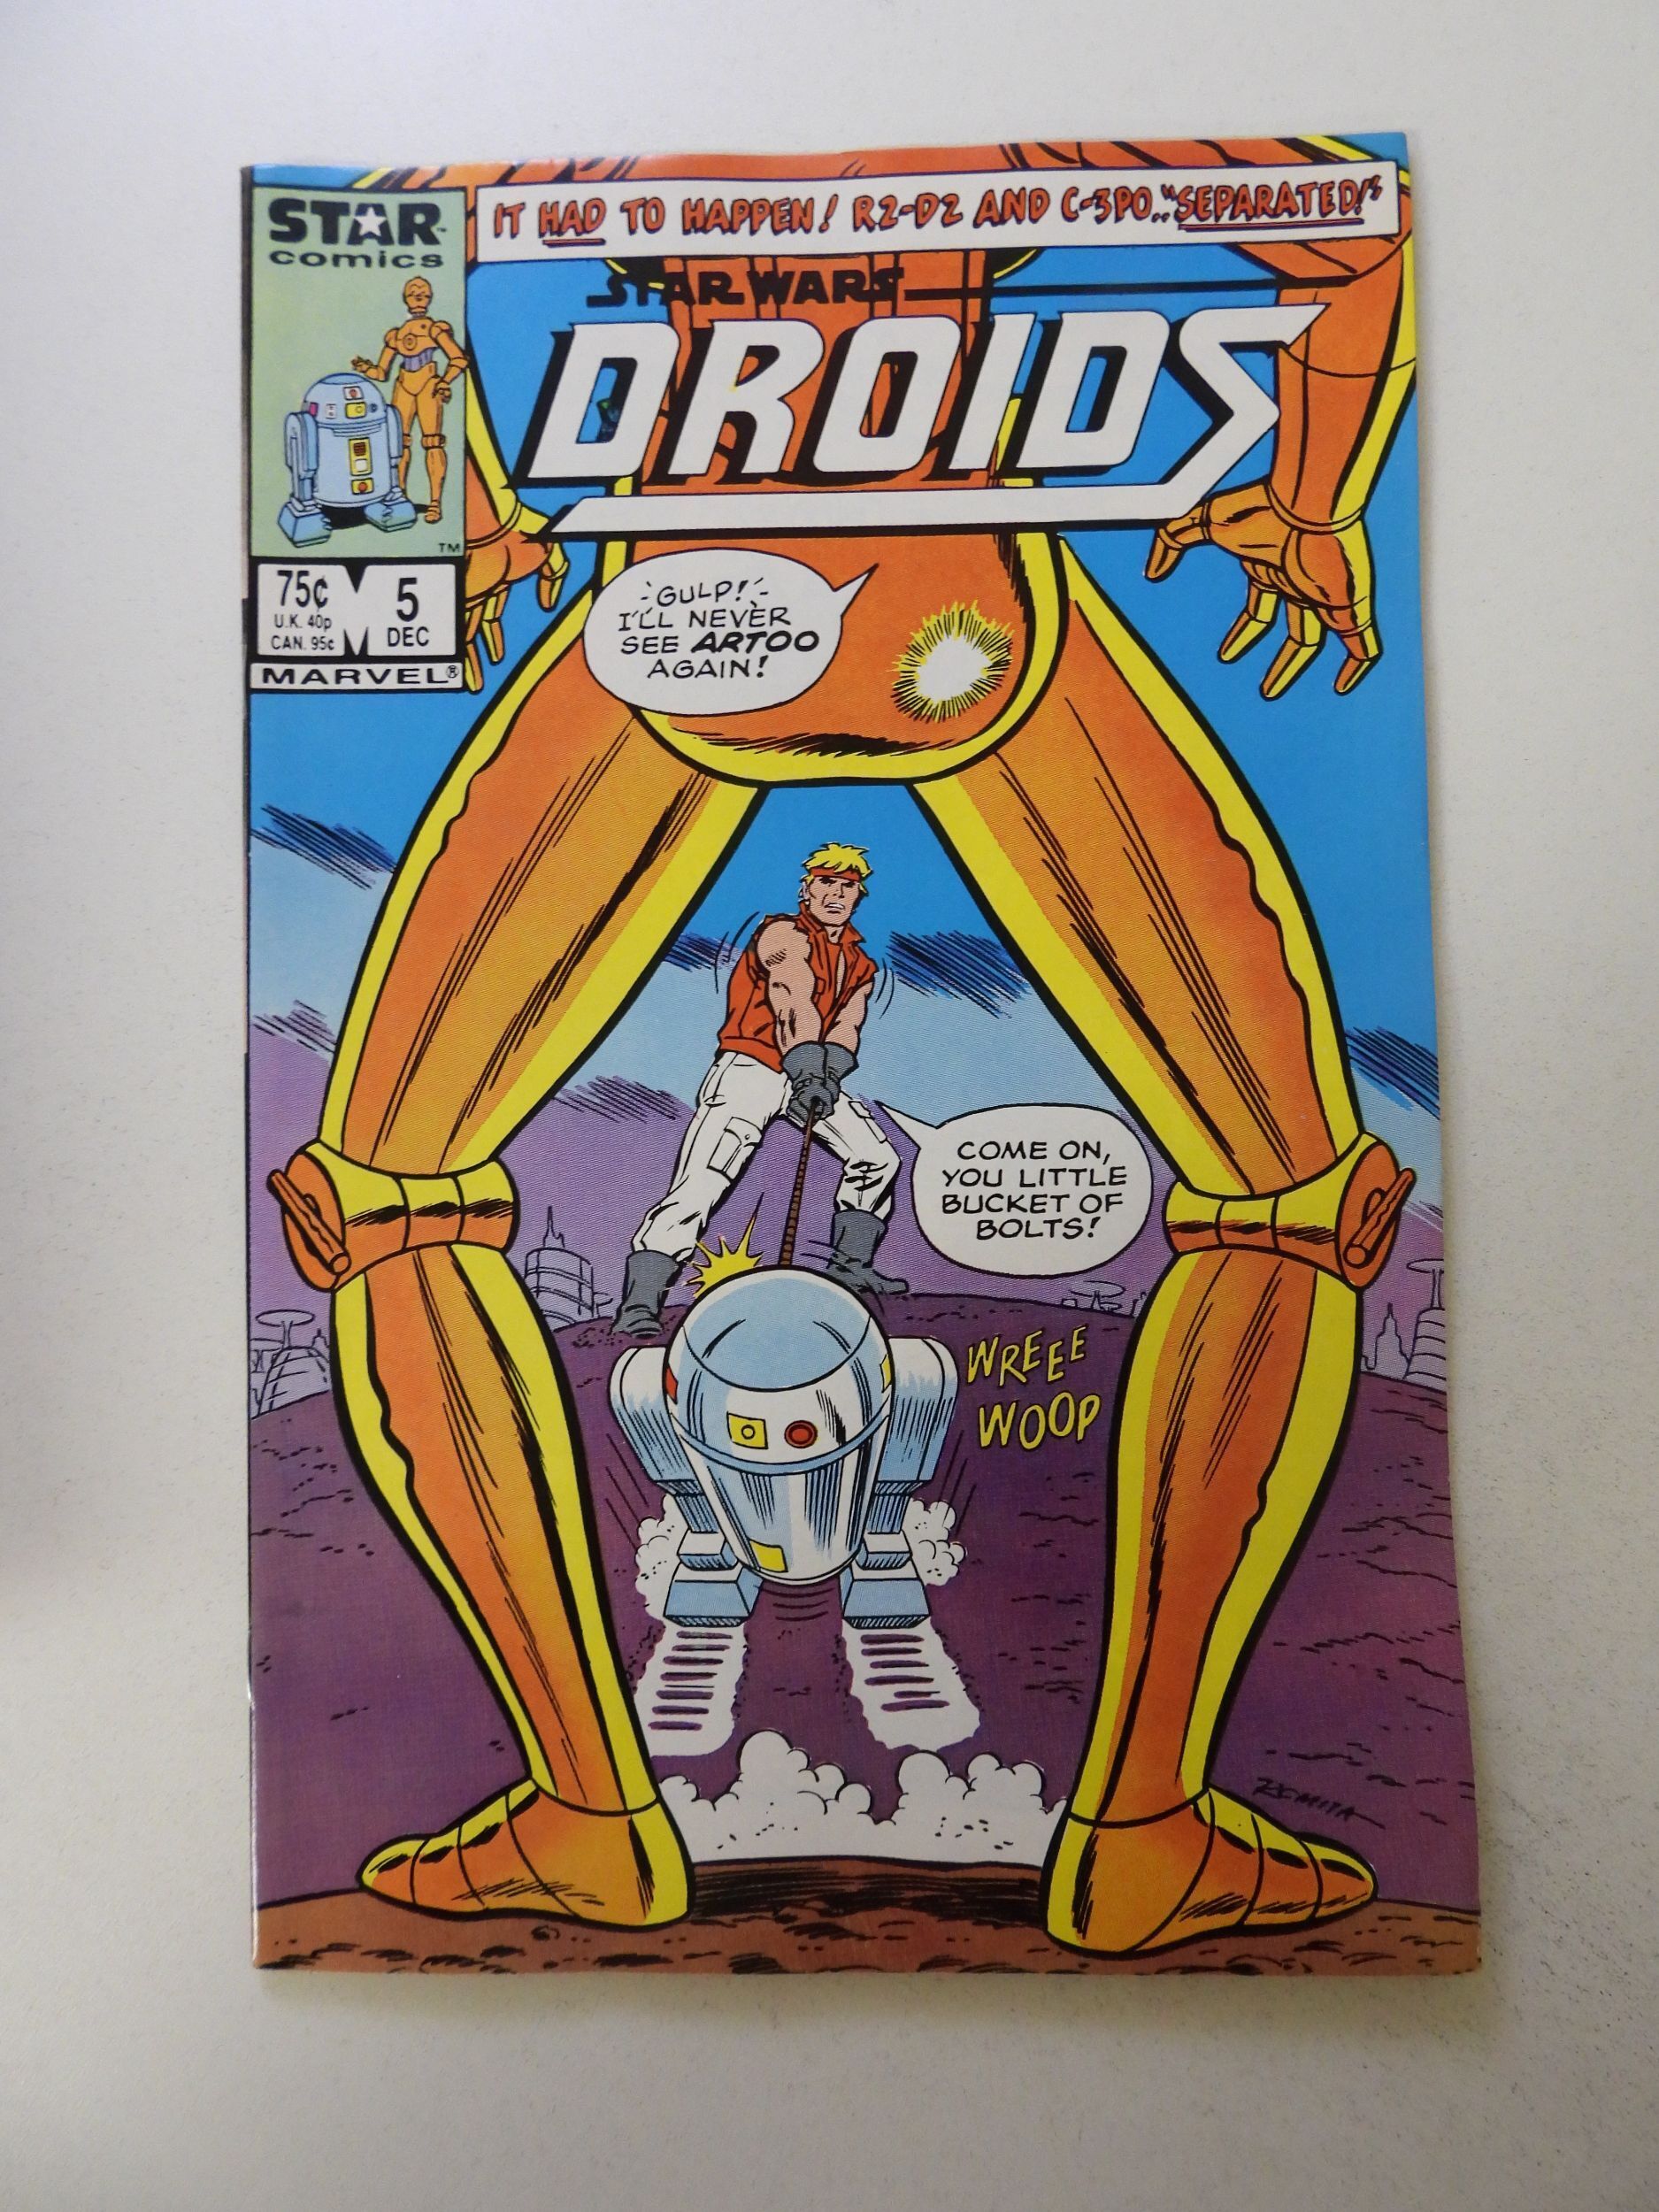 IT HAD TO HAPPEN! R2-D2 AND C-3PO.."SEPARATED!"
STAR™
comics
STAR WARS
DROIDS
TM
75¢
U.K. 40p
CAN. 95¢
M
5
DEC
MARVEL®
GULP!
I'LL NEVER
SEE ARTOO
AGAIN!
COME ON,
YOU LITTLE
BUCKET OF
BOLTS!
WREEE
WOOP
ROMITA